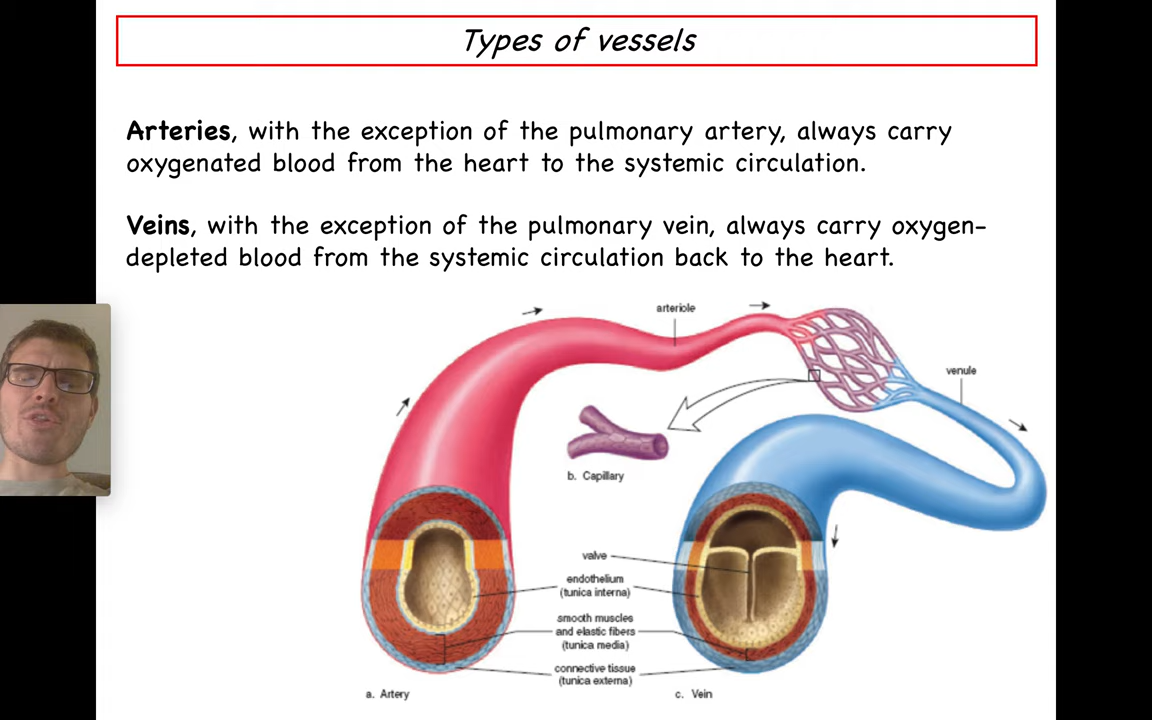 Types of vessels
Arteries, with the exception of the pulmonary artery, always carry
oxygenated blood from the heart to the systemic circulation.
Veins, with the exception of the pulmonary vein, always carry oxygen-
depleted blood from the systemic circulation back to the heart.
arteriole
venule
b. Capillary
valve
endothelium
(tunica interna)
smooth muscles
and elastic fibers
(tunica media)
connective tissue
(tunica externa)
a. Artery
c. Vein